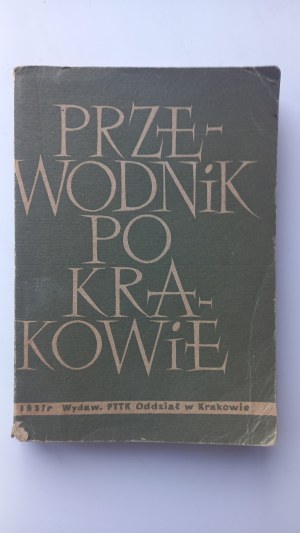 PRZE-
WODNiK
PO
KRA-
KOWiE
1957r Wydaw. PTTK Oddział w Krakowie